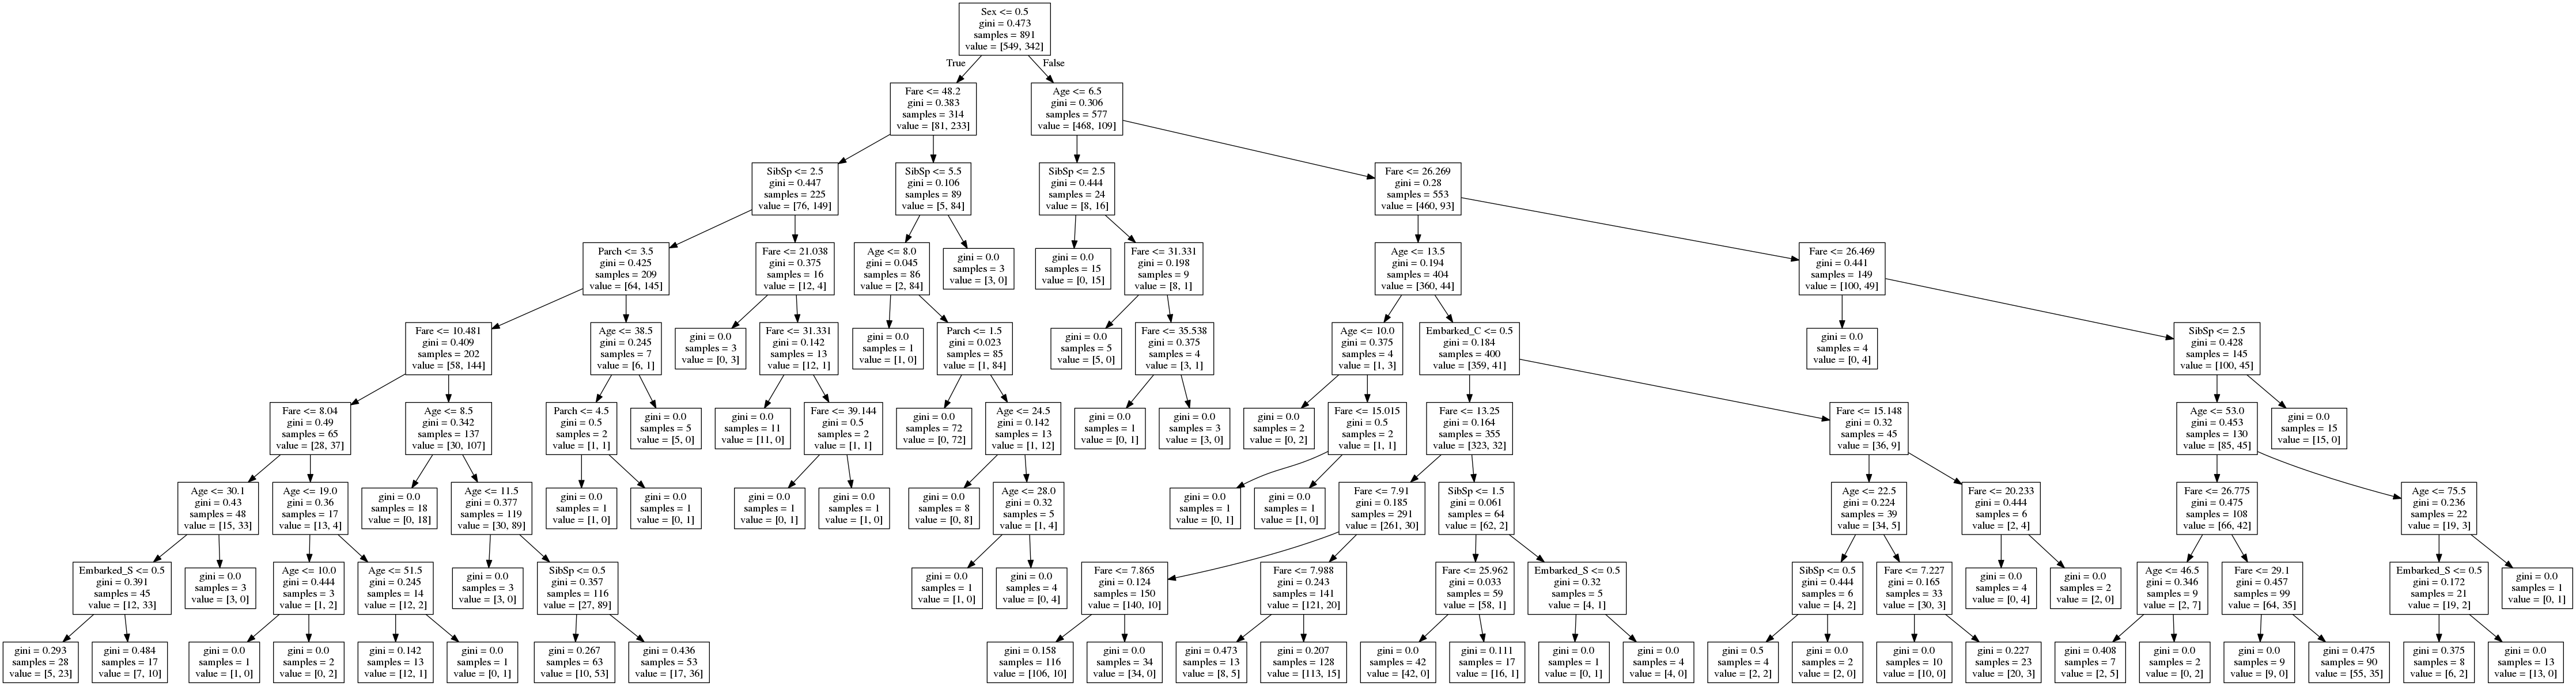 Sex <= 0.5
gini = 0.473
samples = 891
value = [549, 342]
True
False
Fare <= 48.2
gini = 0.383
samples = 314
value = [81, 233]
Age <= 6.5
gini = 0.306
samples = 577
value = [468, 109]
SibSp <= 2.5
gini = 0.447
samples = 225
value = [76, 149]
SibSp <= 5.5
gini = 0.106
samples = 89
value = [5, 84]
SibSp <= 2.5
gini = 0.444
samples = 24
value = [8, 16]
Fare <= 26.269
gini = 0.28
samples = 553
value = [460, 93]
Parch <= 3.5
gini = 0.425
samples = 209
value = [64, 145]
Fare <= 21.038
gini = 0.375
samples = 16
value = [12, 4]
Age <= 8.0
gini = 0.045
samples = 86
value = [2, 84]
gini = 0.0
samples = 3
value = [3, 0]
gini = 0.0
samples = 15
value = [0, 15]
Fare <= 31.331
gini = 0.198
samples = 9
value = [8, 1]
Age <= 13.5
gini = 0.194
samples = 404
value = [360, 44]
Fare <= 26.469
gini = 0.441
samples = 149
value = [100, 49]
Fare <= 10.481
gini = 0.409
samples = 202
value = [58, 144]
Age <= 38.5
gini = 0.245
samples = 7
value = [6, 1]
gini = 0.0
samples = 3
value = [0, 3]
Fare <= 31.331
gini = 0.142
samples = 13
value = [12, 1]
gini = 0.0
samples = 1
value = [1, 0]
Parch <= 1.5
gini = 0.023
samples = 85
value = [1, 84]
gini = 0.0
samples = 5
value = [5, 0]
Fare <= 35.538
gini = 0.375
samples = 4
value = [3, 1]
Age <= 10.0
gini = 0.375
samples = 4
value = [1, 3]
Embarked_C <= 0.5
gini = 0.184
samples = 400
value = [359, 41]
gini = 0.0
samples = 4
value = [0, 4]
SibSp <= 2.5
gini = 0.428
samples = 145
value = [100, 45]
Fare <= 8.04
gini = 0.49
samples = 65
value = [28, 37]
Age <= 8.5
gini = 0.342
samples = 137
value = [30, 107]
Parch <= 4.5
gini = 0.5
samples = 2
value = [1, 1]
gini = 0.0
samples = 5
value = [5, 0]
gini = 0.0
samples = 11
value = [11, 0]
Fare <= 39.144
gini = 0.5
samples = 2
value = [1, 1]
gini = 0.0
samples = 72
value = [0, 72]
Age <= 24.5
gini = 0.142
samples = 13
value = [1, 12]
gini = 0.0
samples = 1
value = [0, 1]
gini = 0.0
samples = 3
value = [3, 0]
gini = 0.0
samples = 2
value = [0, 2]
Fare <= 15.015
gini = 0.5
samples = 2
value = [1, 1]
Fare <= 13.25
gini = 0.164
samples = 355
value = [323, 32]
Fare <= 15.148
gini = 0.32
samples = 45
value = [36, 9]
Age <= 53.0
gini = 0.453
samples = 130
value = [85, 45]
gini = 0.0
samples = 15
value = [15, 0]
Age <= 30.1
gini = 0.43
samples = 48
value = [15, 33]
Age <= 19.0
gini = 0.36
samples = 17
value = [13, 4]
gini = 0.0
samples = 18
value = [0, 18]
Age <= 11.5
gini = 0.377
samples = 119
value = [30, 89]
gini = 0.0
samples = 1
value = [1, 0]
gini = 0.0
samples = 1
value = [0, 1]
gini = 0.0
samples = 1
value = [0, 1]
gini = 0.0
samples = 1
value = [1, 0]
gini = 0.0
samples = 8
value = [0, 8]
Age <= 28.0
gini = 0.32
samples = 5
value = [1, 4]
gini = 0.0
samples = 1
value = [0, 1]
gini = 0.0
samples = 1
value = [1, 0]
Fare <= 7.91
gini = 0.185
samples = 291
value = [261, 30]
SibSp <= 1.5
gini = 0.061
samples = 64
value = [62, 2]
Age <= 22.5
gini = 0.224
samples = 39
value = [34, 5]
Fare <= 20.233
gini = 0.444
samples = 6
value = [2, 4]
Fare <= 26.775
gini = 0.475
samples = 108
value = [66, 42]
Age <= 75.5
gini = 0.236
samples = 22
value = [19, 3]
Embarked_S <= 0.5
gini = 0.391
samples = 45
value = [12, 33]
gini = 0.0
samples = 3
value = [3, 0]
Age <= 10.0
gini = 0.444
samples = 3
value = [1, 2]
Age <= 51.5
gini = 0.245
samples = 14
value = [12, 2]
gini = 0.0
samples = 3
value = [3, 0]
SibSp <= 0.5
gini = 0.357
samples = 116
value = [27, 89]
gini = 0.0
samples = 1
value = [1, 0]
gini = 0.0
samples = 4
value = [0, 4]
Fare <= 7.865
gini = 0.124
samples = 150
value = [140, 10]
Fare <= 7.988
gini = 0.243
samples = 141
value = [121, 20]
Fare <= 25.962
gini = 0.033
samples = 59
value = [58, 1]
Embarked_S <= 0.5
gini = 0.32
samples = 5
value = [4, 1]
SibSp <= 0.5
gini = 0.444
samples = 6
value = [4, 2]
Fare <= 7.227
gini = 0.165
samples = 33
value = [30, 3]
gini = 0.0
samples = 4
value = [0, 4]
gini = 0.0
samples = 2
value = [2, 0]
Age <= 46.5
gini = 0.346
samples = 9
value = [2, 7]
Fare <= 29.1
gini = 0.457
samples = 99
value = [64, 35]
Embarked_S <= 0.5
gini = 0.172
samples = 21
value = [19, 2]
gini = 0.0
samples = 1
value = [0, 1]
gini = 0.293
samples = 28
value = [5, 23]
gini = 0.484
samples = 17
value = [7, 10]
gini = 0.0
samples = 1
value = [1, 0]
gini = 0.0
samples = 2
value = [0, 2]
gini = 0.142
samples = 13
value = [12, 1]
gini = 0.0
samples = 1
value = [0, 1]
gini = 0.267
samples = 63
value = [10, 53]
gini = 0.436
samples = 53
value = [17, 36]
gini = 0.158
samples = 116
value = [106, 10]
gini = 0.0
samples = 34
value = [34, 0]
gini = 0.473
samples = 13
value = [8, 5]
gini = 0.207
samples = 128
value = [113, 15]
gini = 0.0
samples = 42
value = [42, 0]
gini = 0.111
samples = 17
value = [16, 1]
gini = 0.0
samples = 1
value = [0, 1]
gini = 0.0
samples = 4
value = [4, 0]
gini = 0.5
samples = 4
value = [2, 2]
gini = 0.0
samples = 2
value = [2, 0]
gini = 0.0
samples = 10
value = [10, 0]
gini = 0.227
samples = 23
value = [20, 3]
gini = 0.408
samples = 7
value = [2, 5]
gini = 0.0
samples = 2
value = [0, 2]
gini = 0.0
samples = 9
value = [9, 0]
gini = 0.475
samples = 90
value = [55, 35]
gini = 0.375
samples = 8
value = [6, 2]
gini = 0.0
samples = 13
value = [13, 0]